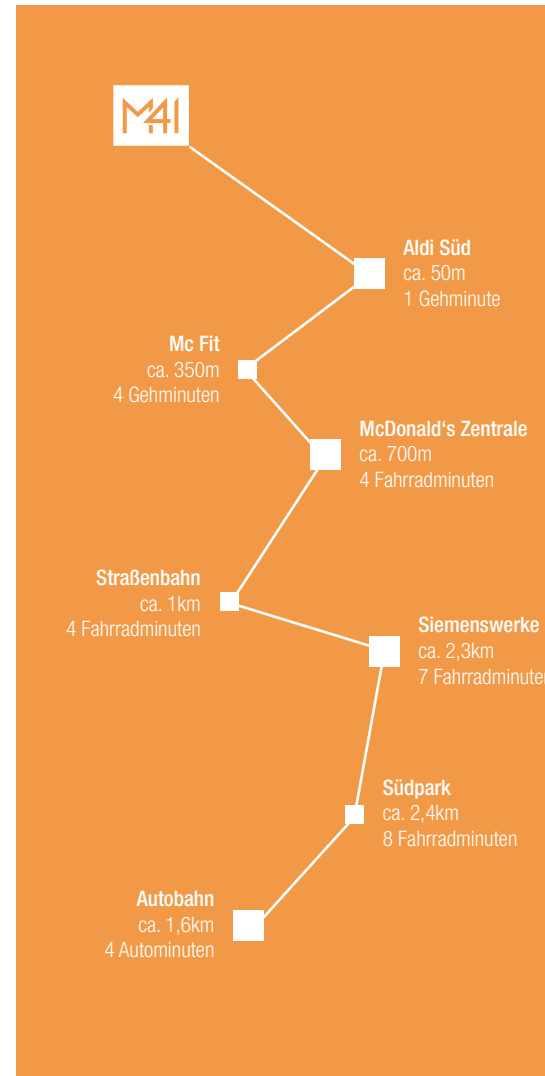 M41
Aldi Süd
ca. 50m
1 Gehminute
Mc Fit
ca. 350m
4 Gehminuten
McDonald‘s Zentrale
ca. 700m
4 Fahrradminuten
Straßenbahn
ca. 1km
4 Fahrradminuten
Siemenswerke
ca. 2,3km
7 Fahrradminuten
Südpark
ca. 2,4km
8 Fahrradminuten
Autobahn
ca. 1,6km
4 Autominuten